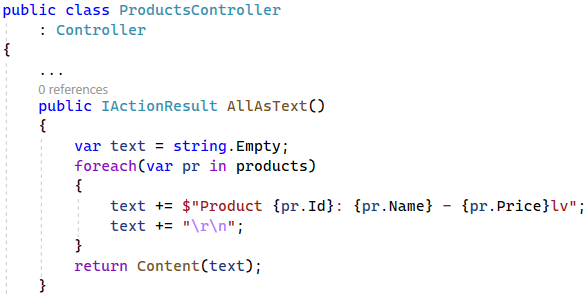 public class ProductsController
    : Controller
{
    ...
    0 references
    public IActionResult AllAsText()
    {
        var text = string.Empty;
        foreach(var pr in products)
        {
            text += $"Product {pr.Id}: {pr.Name} - {pr.Price}lv";
            text += "\r\n";
        }
        return Content(text);
    }